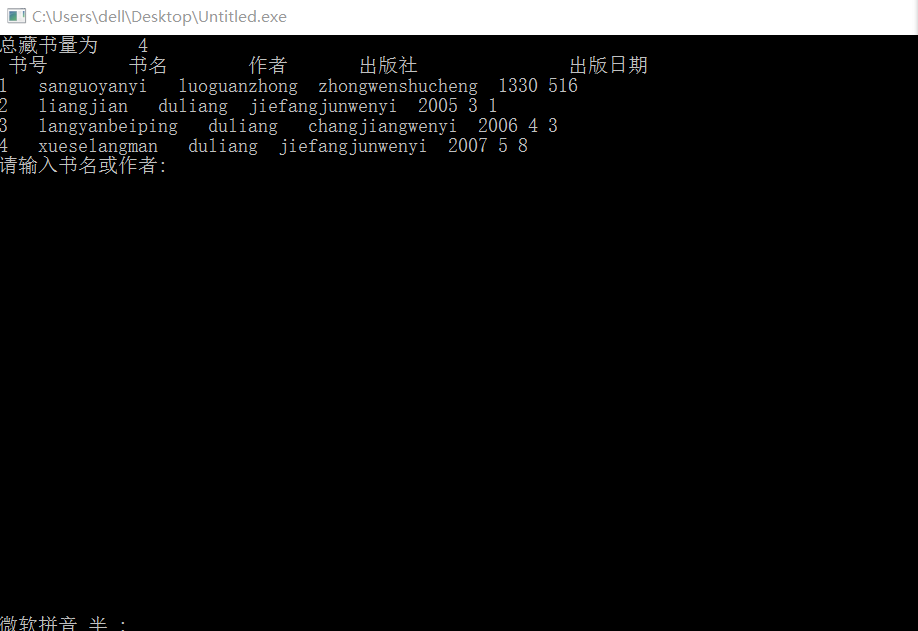 C:\Users\dell\Desktop\Untitled.exe
总藏书量为    4
书号        书名        作者       出版社               出版日期
1   sanguoyanyi   luoguanzhong  zhongwenshucheng  1330 516
2   liangjian   duliang  jiefangjunwenyi  2005 3 1
3   langyanbeiping   duliang   changjiangwenyi  2006 4 3
4   xueselangman   duliang  jiefangjunwenyi  2007 5 8
请输入书名或作者:
微软拼音 半 :